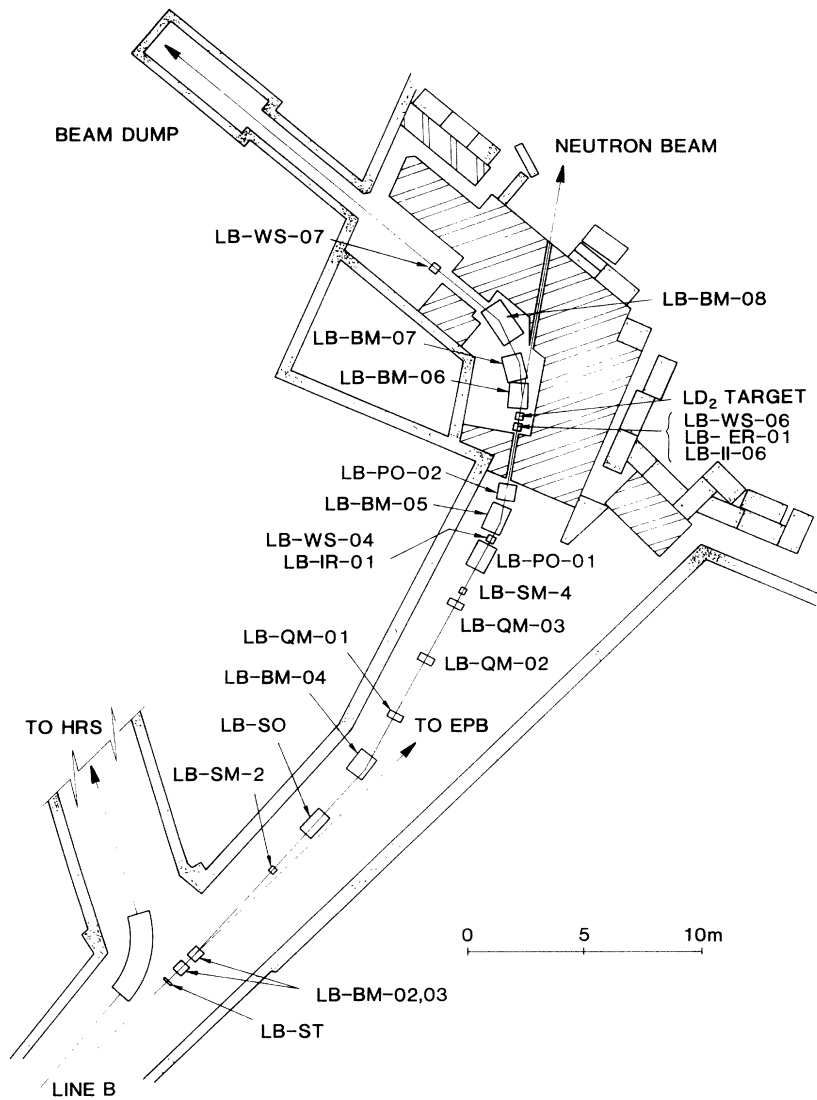 BEAM DUMP
NEUTRON BEAM
LB-WS-07
LB-BM-08
LB-BM-07
LB-BM-06
LD₂ TARGET
LB-WS-06
LB-ER-01
LB-II-06
LB-PO-02
LB-BM-05
LB-WS-04
LB-IR-01
LB-PO-01
LB-SM-4
LB-QM-03
LB-QM-01
LB-QM-02
LB-BM-04
TO HRS
LB-SO
TO EPB
LB-SM-2
0 5 10m
LB-BM-02,03
LB-ST
LINE B